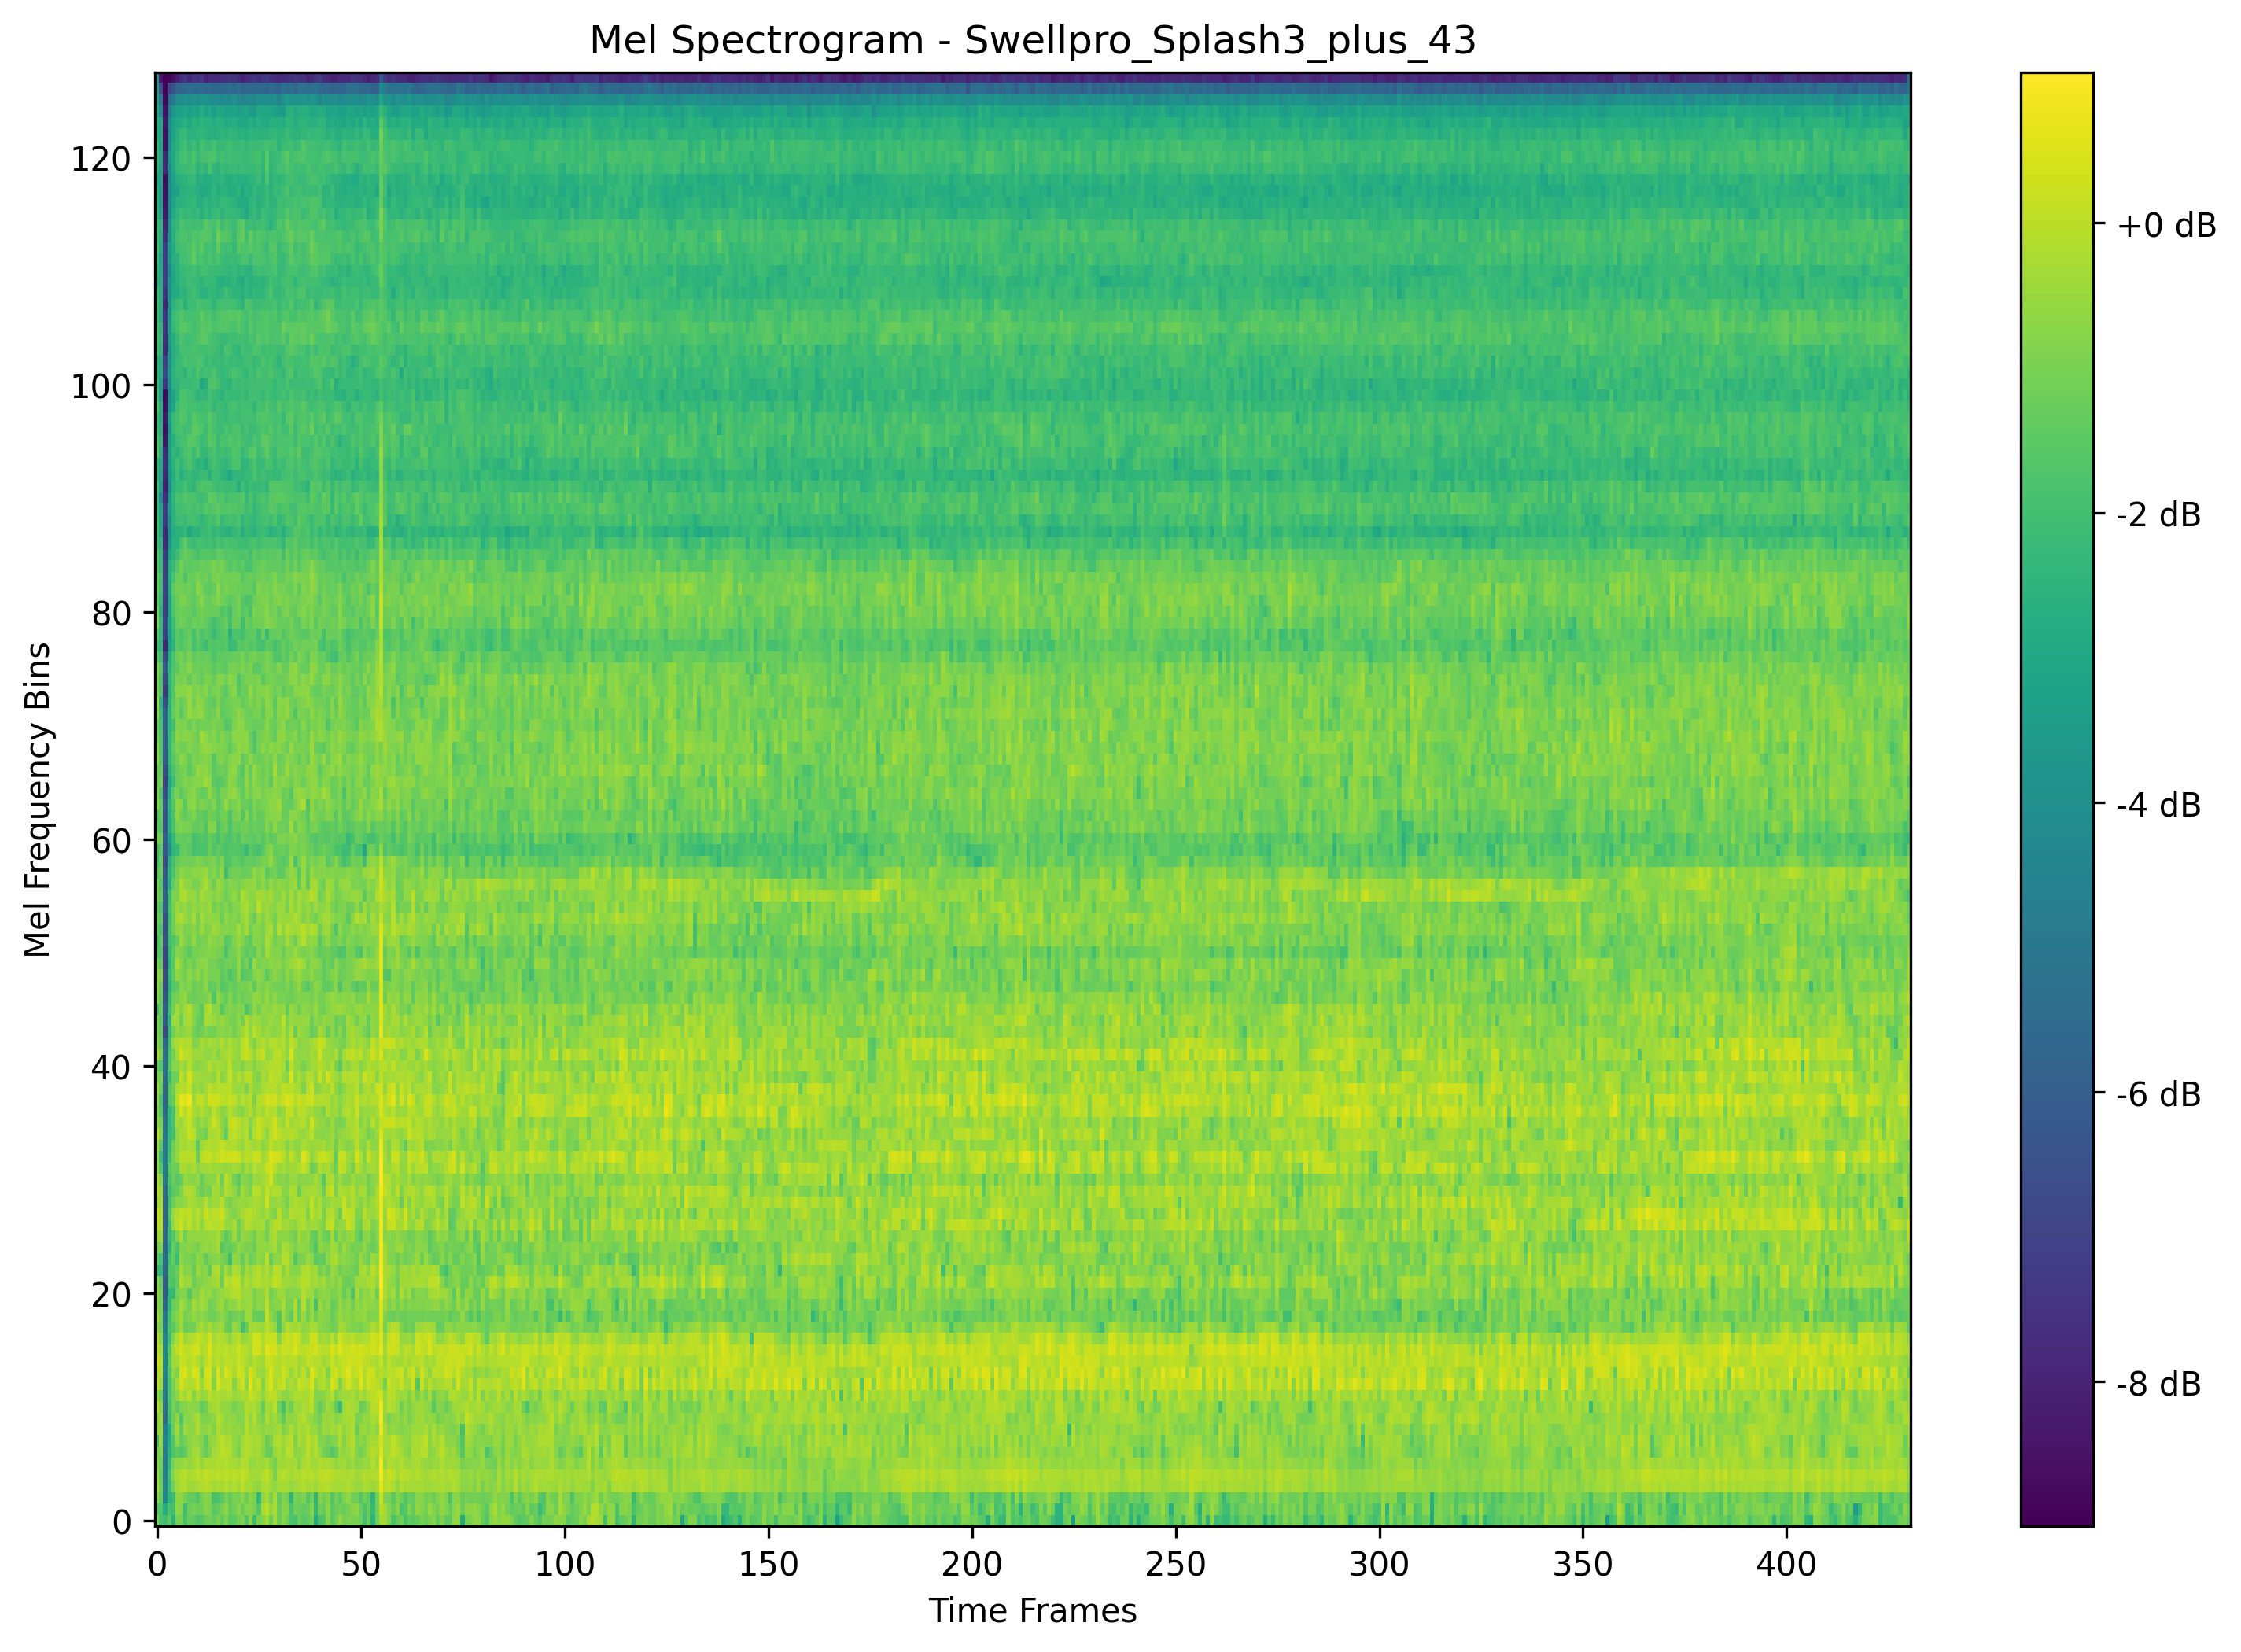 Mel Spectrogram - Swellpro_Splash3_plus_43
Mel Frequency Bins
120
100
80
60
40
20
0
0 50 100 150 200 250 300 350 400
Time Frames
+0 dB
-2 dB
-4 dB
-6 dB
-8 dB